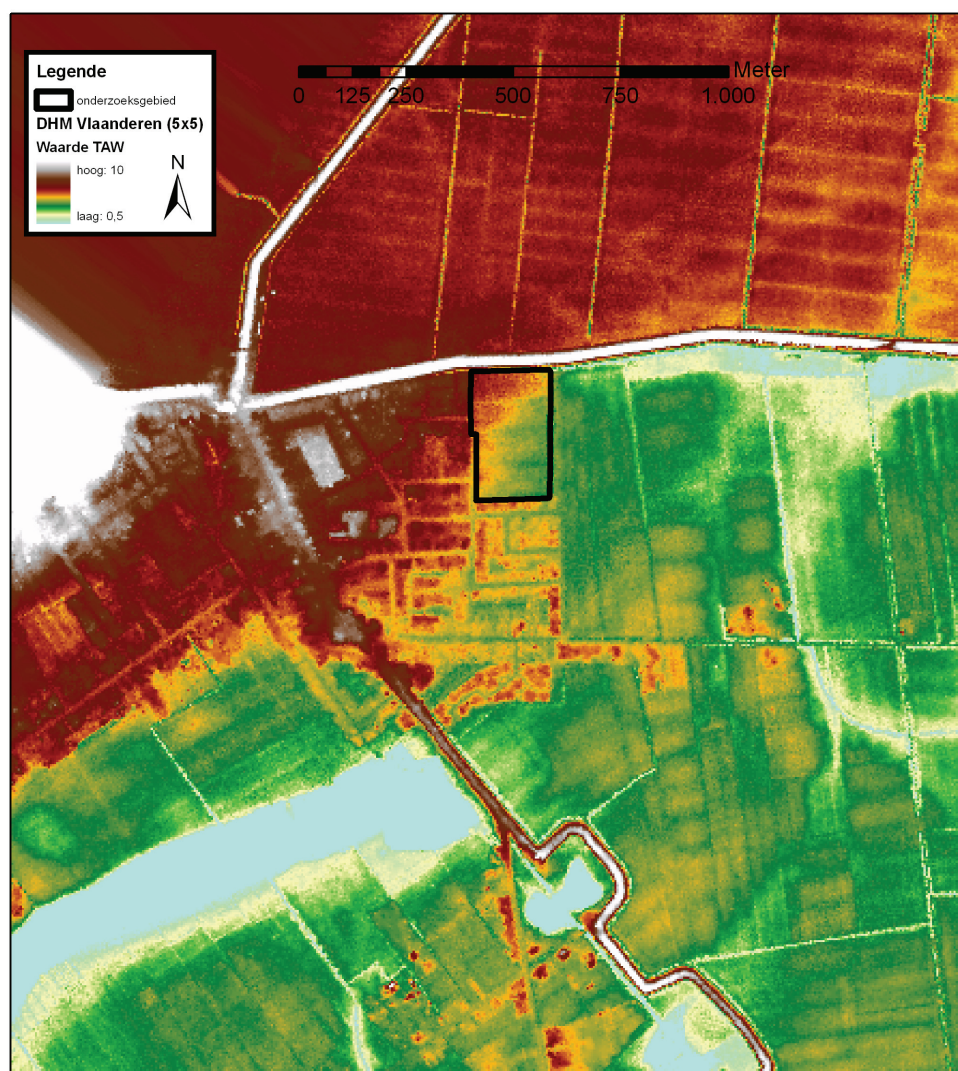 Legende
onderzoeksgebied
DHM Vlaanderen (5x5)
Waarde TAW
hoog: 10
N
laag: 0,5
Meter
0 125 250 500 750 1.000